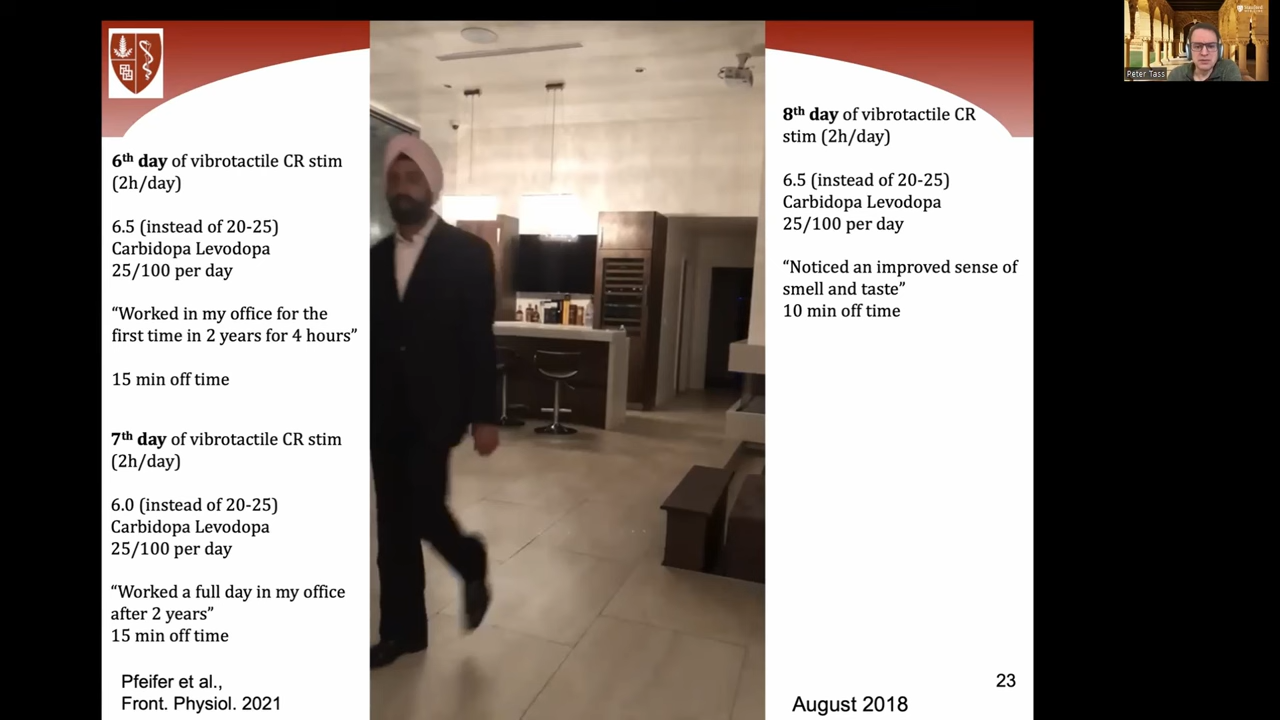 6th day of vibrotactile CR stim
(2h/day)
6.5 (instead of 20-25)
Carbidopa Levodopa
25/100 per day
“Worked in my office for the
first time in 2 years for 4 hours”
15 min off time
7th day of vibrotactile CR stim
(2h/day)
6.0 (instead of 20-25)
Carbidopa Levodopa
25/100 per day
“Worked a full day in my office
after 2 years”
15 min off time
Pfeifer et al.,
Front. Physiol. 2021
8th day of vibrotactile CR
stim (2h/day)
6.5 (instead of 20-25)
Carbidopa Levodopa
25/100 per day
“Noticed an improved sense of
smell and taste”
10 min off time
23
August 2018
Peter Tass